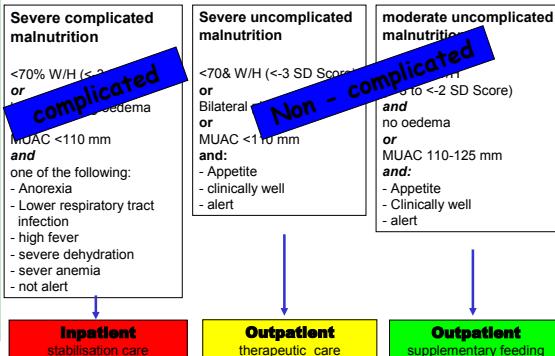 Severe complicated
malnutrition
<70% W/H (<-3
or
oedema
MUAC <110 mm
and
one of the following:
- Anorexia
- Lower respiratory tract
infection
- high fever
- severe dehydration
- sever anemia
- not alert
complicated
Inpatient
stabilisation care
Severe uncomplicated
malnutrition
<70& W/H (<-3 SD Score)
or
Bilateral
or
MUAC <110 mm
and:
- Appetite
- clinically well
- alert
Non - complicated
Outpatient
therapeutic care
moderate uncomplicated
malnutrition
to <-2 SD Score)
and
no oedema
or
MUAC 110-125 mm
and:
- Appetite
- Clinically well
- alert
Outpatient
supplementary feeding